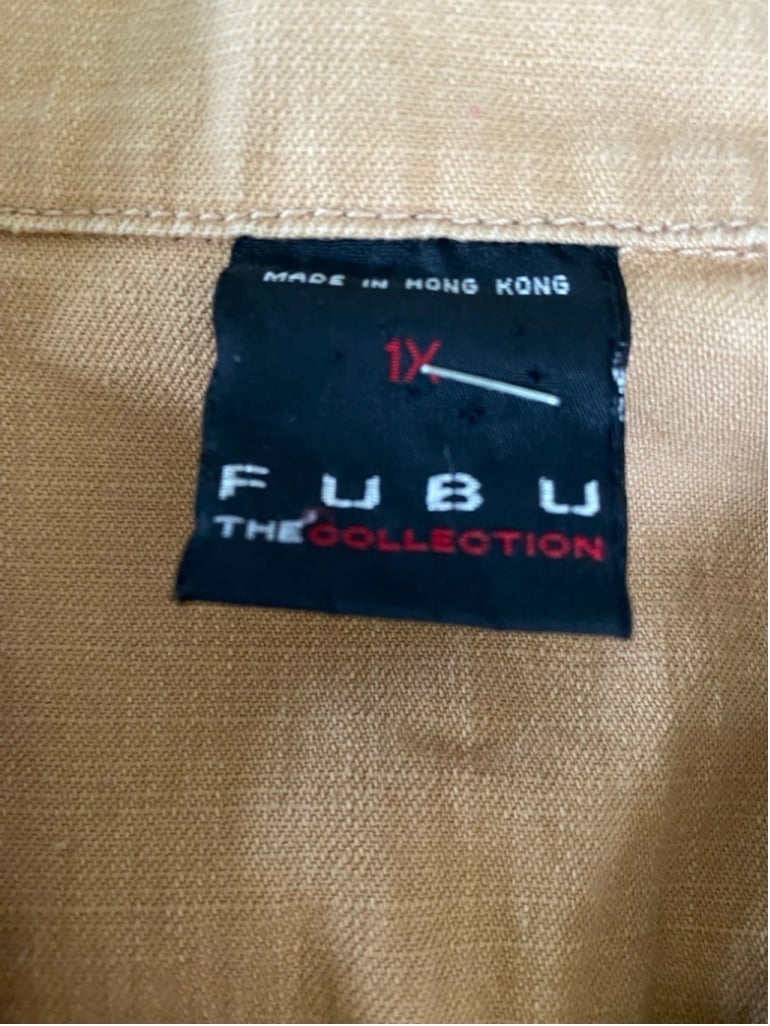 MADE IN HONG KONG
1X
FUBU
THE COLLECTION